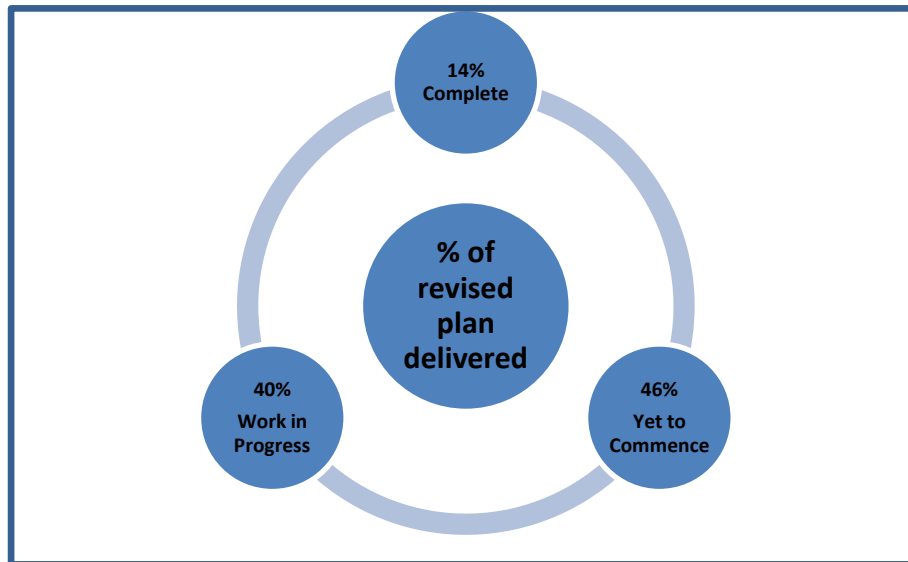 14%
Complete
% of
revised
plan
delivered
40%
Work in
Progress
46%
Yet to
Commence